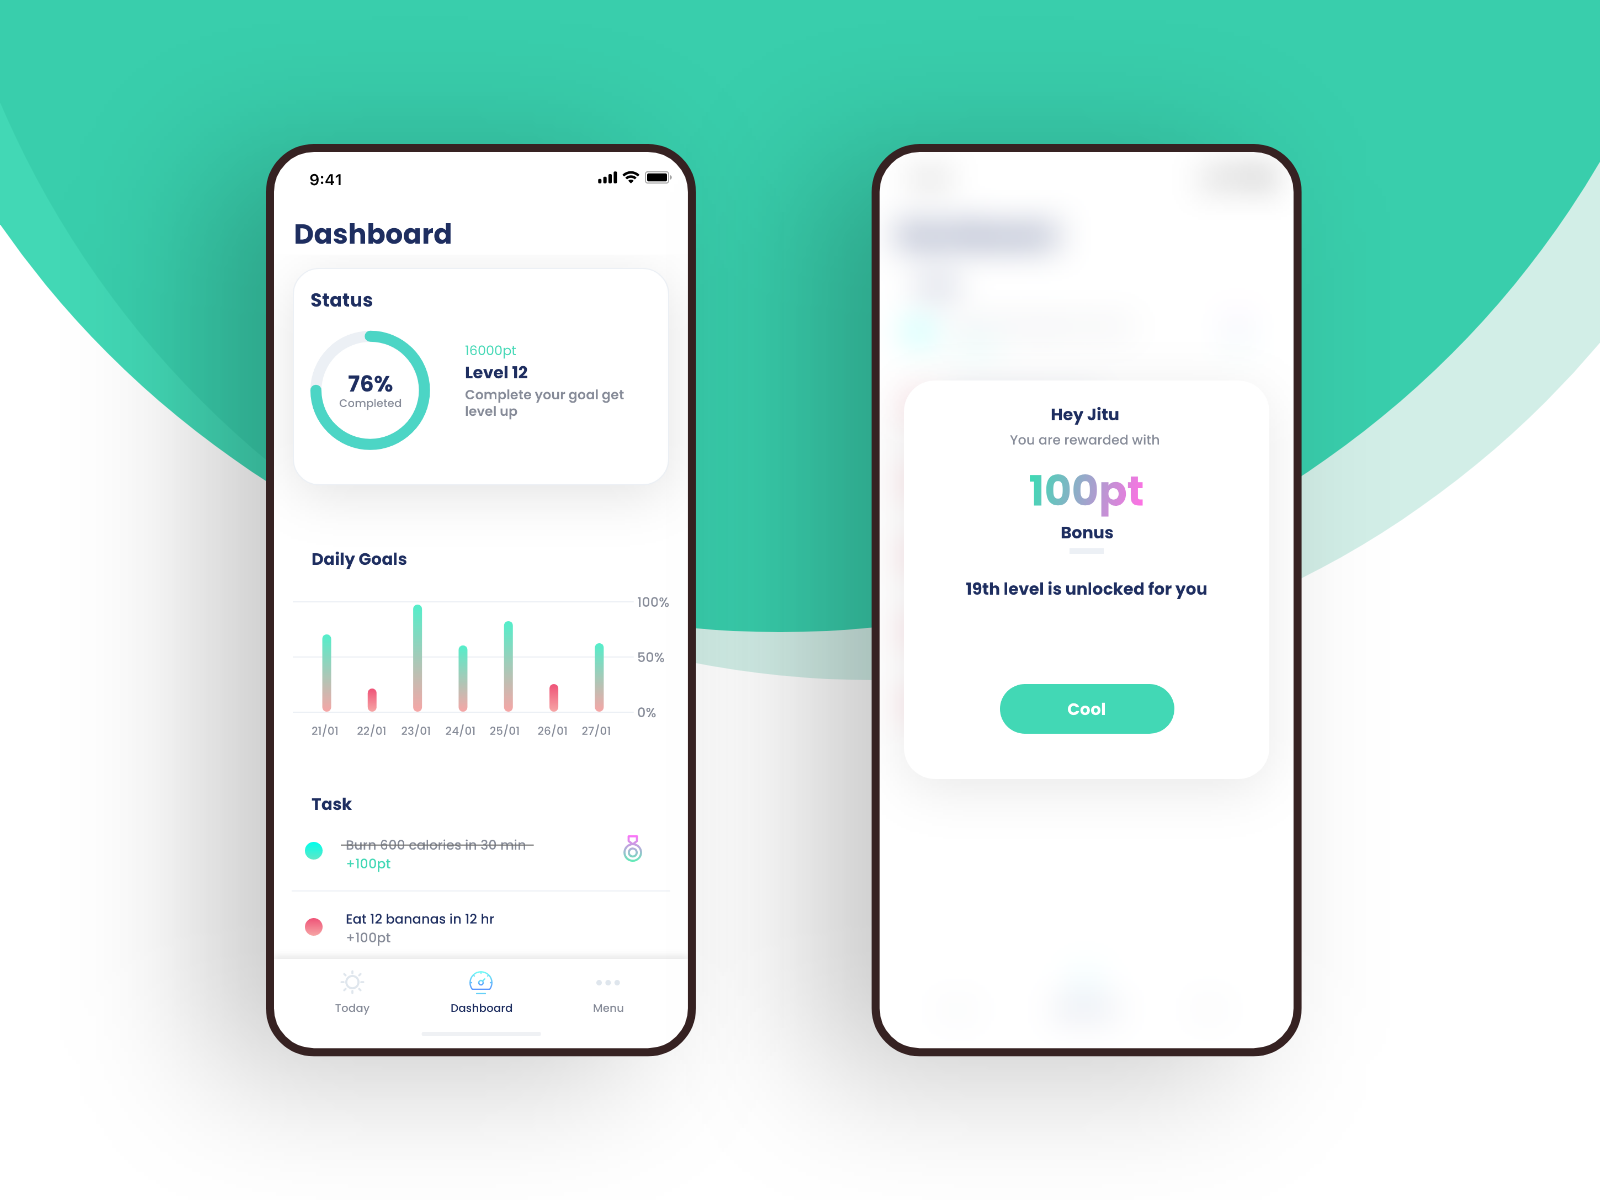 9:41
Dashboard
Status
76%
Completed
16000pt
Level 12
Complete your goal get
level up
Daily Goals
100%
50%
0%
21/01 22/01 23/01 24/01 25/01 26/01 27/01
Task
Burn 600 calories in 30 min
+100pt
Eat 12 bananas in 12 hr
+100pt
Today Dashboard Menu
Hey Jitu
You are rewarded with
100pt
Bonus
19th level is unlocked for you
Cool